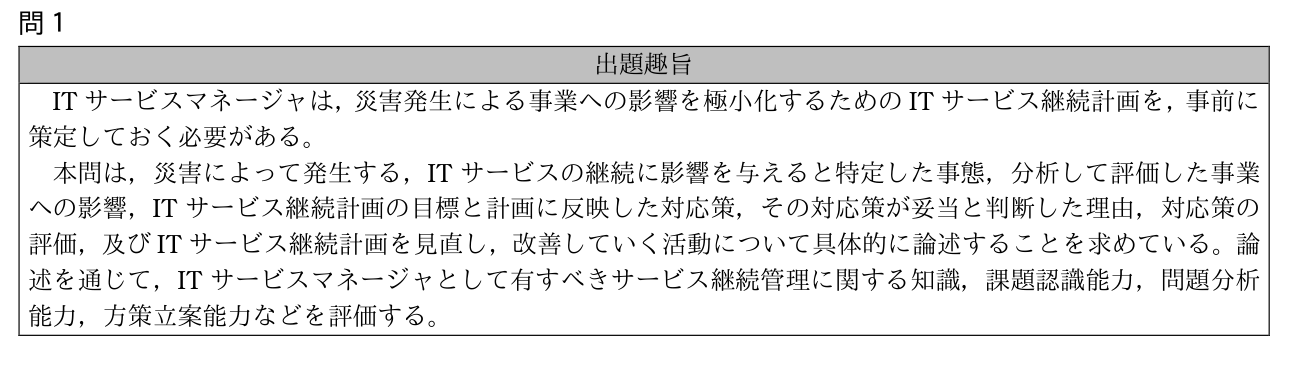 問1
出題趣旨
IT サービスマネージャは，災害発生による事業への影響を極小化するための IT サービス継続計画を，事前に
策定しておく必要がある。
本問は，災害によって発生する，IT サービスの継続に影響を与えると特定した事態，分析して評価した事業
への影響，IT サービス継続計画の目標と計画に反映した対応策，その対応策が妥当と判断した理由，対応策の
評価，及び IT サービス継続計画を見直し，改善していく活動について具体的に論述することを求めている。論
述を通じて，IT サービスマネージャとして有すべきサービス継続管理に関する知識，課題認識能力，問題分析
能力，方策立案能力などを評価する。